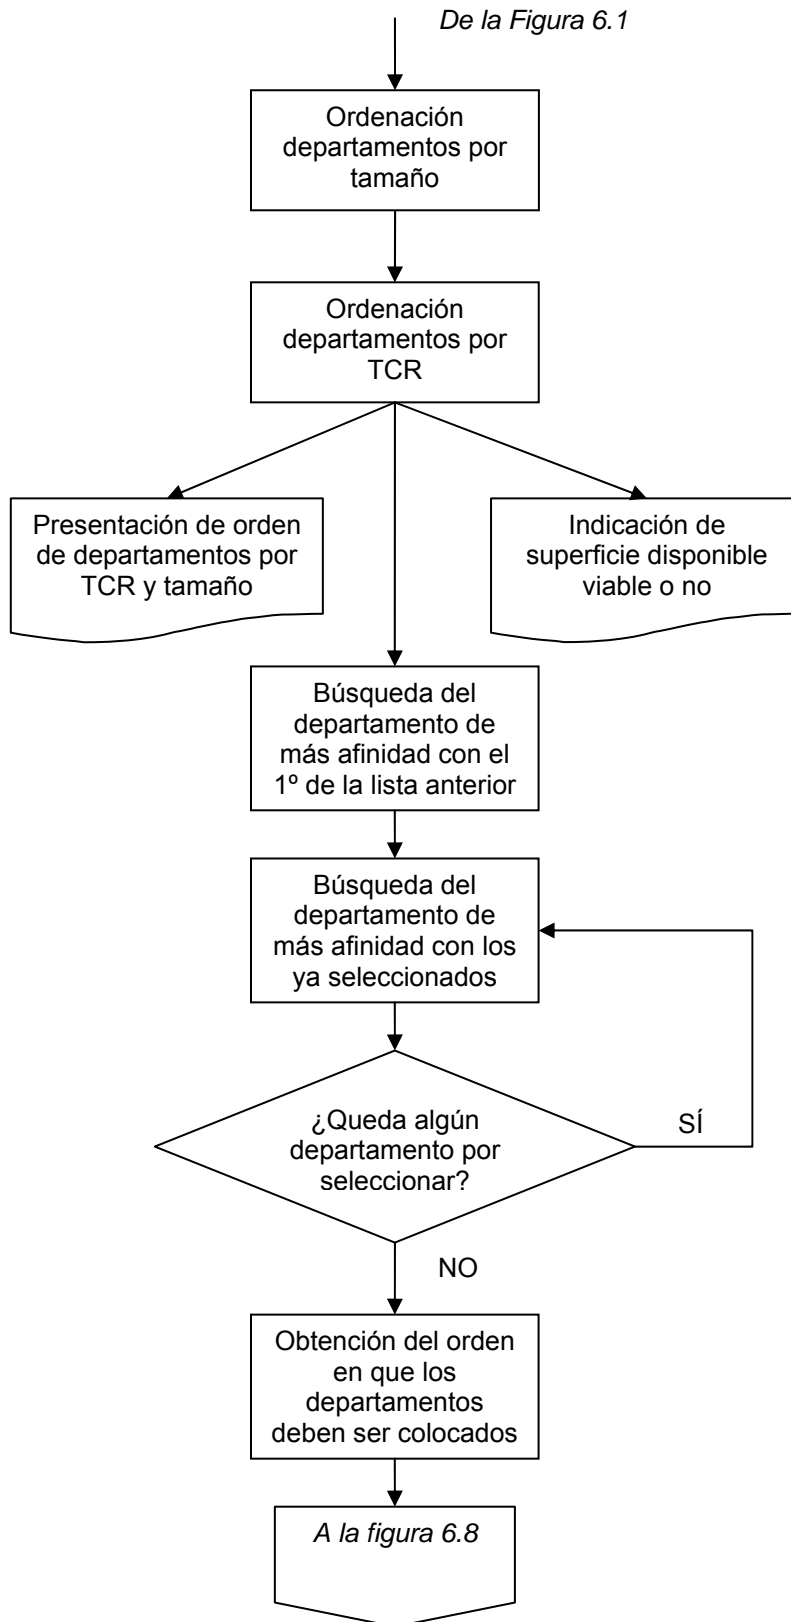 De la Figura 6.1
Ordenación
departamentos por
tamaño
Ordenación
departamentos por
TCR
Presentación de orden
de departamentos por
TCR y tamaño
Indicación de
superficie disponible
viable o no
Búsqueda del
departamento de
más afinidad con el
1º de la lista anterior
Búsqueda del
departamento de
más afinidad con los
ya seleccionados
¿Queda algún
departamento por
seleccionar?
SÍ
NO
Obtención del orden
en que los
departamentos
deben ser colocados
A la figura 6.8